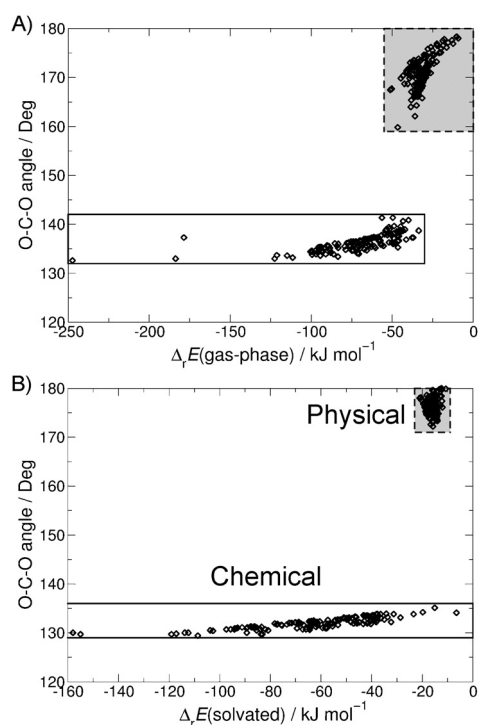 A)
180
170
160
150
140
130
120
O-C-O angle / Deg
-250 -200 -150 -100 -50 0
ΔrE(gas-phase) / kJ mol⁻¹
B)
180
170
160
150
140
130
120
O-C-O angle / Deg
Physical
Chemical
-160 -140 -120 -100 -80 -60 -40 -20 0
ΔrE(solvated) / kJ mol⁻¹